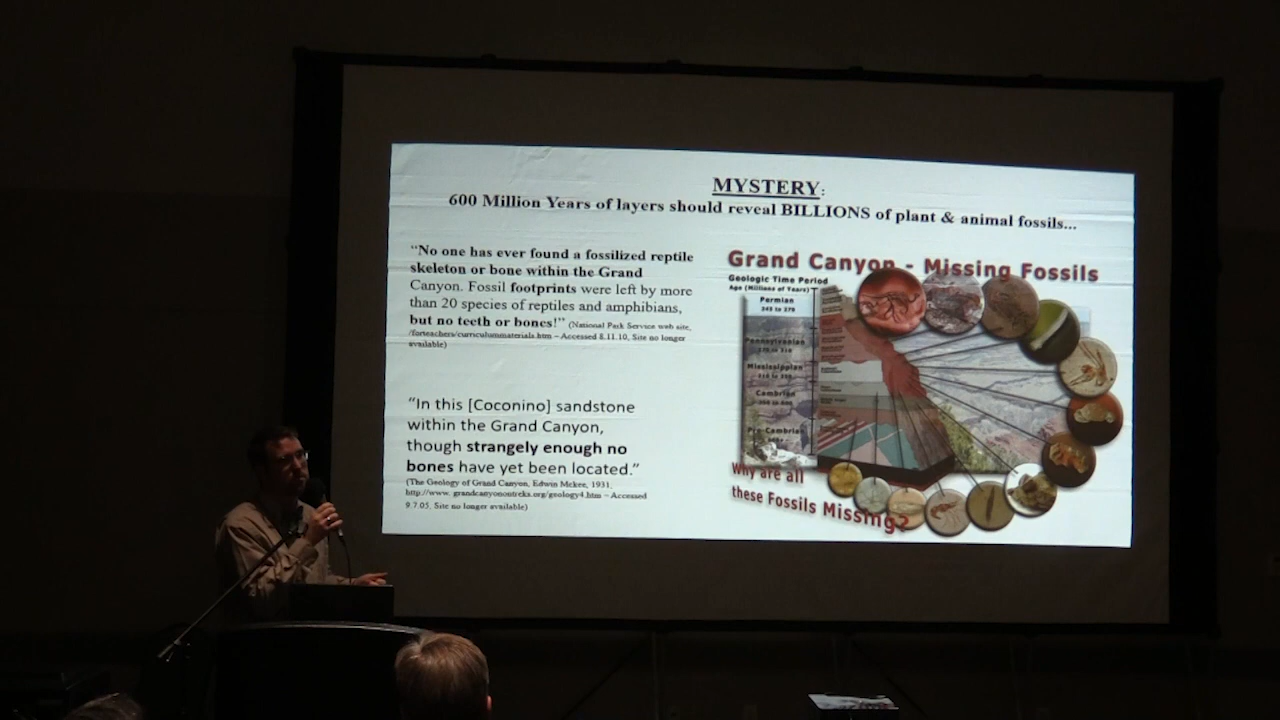 MYSTERY:
600 Million Years of layers should reveal BILLIONS of plant & animal fossils...
"No one has ever found a fossilized reptile
skeleton or bone within the Grand
Canyon. Fossil footprints were left by more
than 20 species of reptiles and amphibians,
but no teeth or bones!" (National Park Service web site,
/forteachers/curriculummaterials.htm – Accessed 8.11.10, Site no longer
available)
"In this [Coconino] sandstone
within the Grand Canyon,
though strangely enough no
bones have yet been located."
(The Geology of Grand Canyon, Edwin Mckee, 1931,
http://www.grandcanyontreks.org/geology4.htm – Accessed
9.7.05, Site no longer available)
Grand Canyon - Missing Fossils
Geologic Time Period
Age (Millions of Years)
Permian
Pennsylvanian
Mississippian
Cambrian
Pre-Cambrian
Why are all
these Fossils Missing?